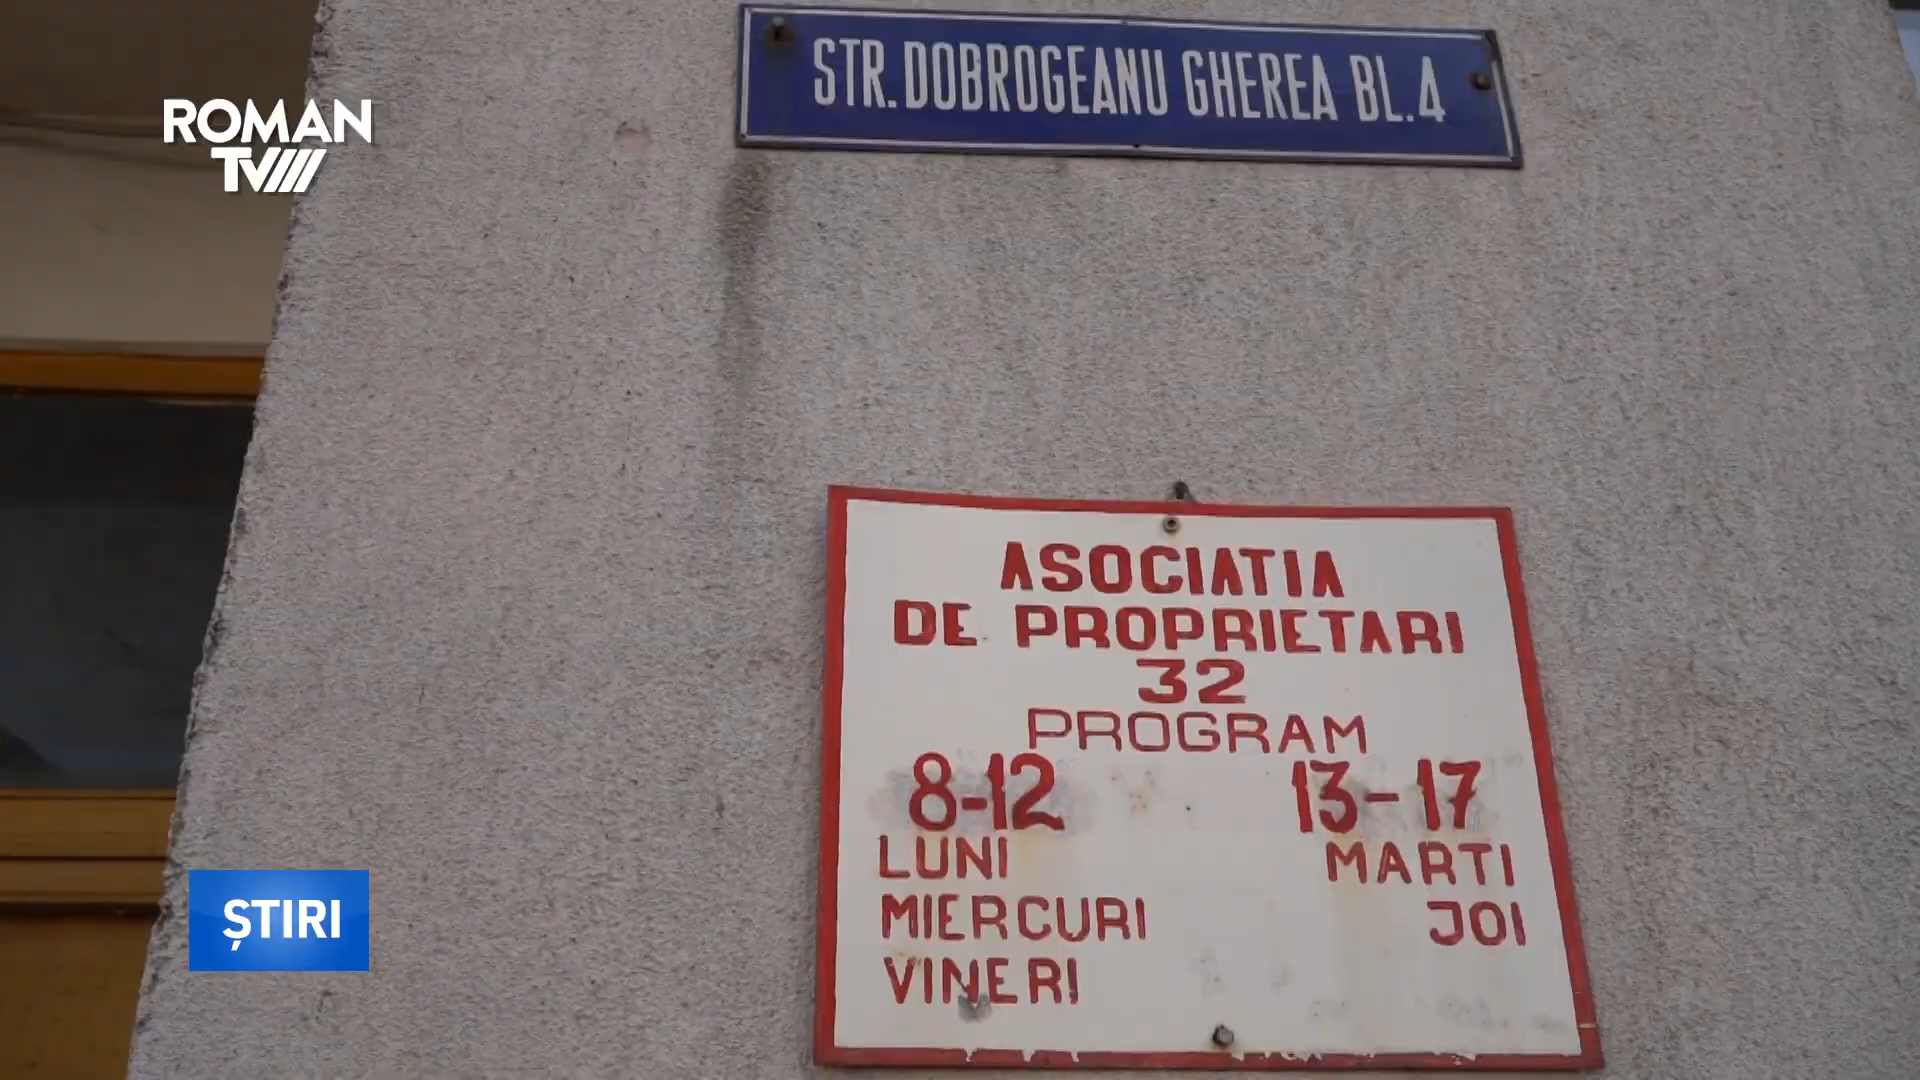 STR. DOBROGEANU GHEREA BL. 4
ROMAN
TV
ASOCIATIA
DE PROPRIETARI
32
PROGRAM
8-12 13-17
LUNI MARTI
MIERCURI JOI
VINERI
ȘTIRI